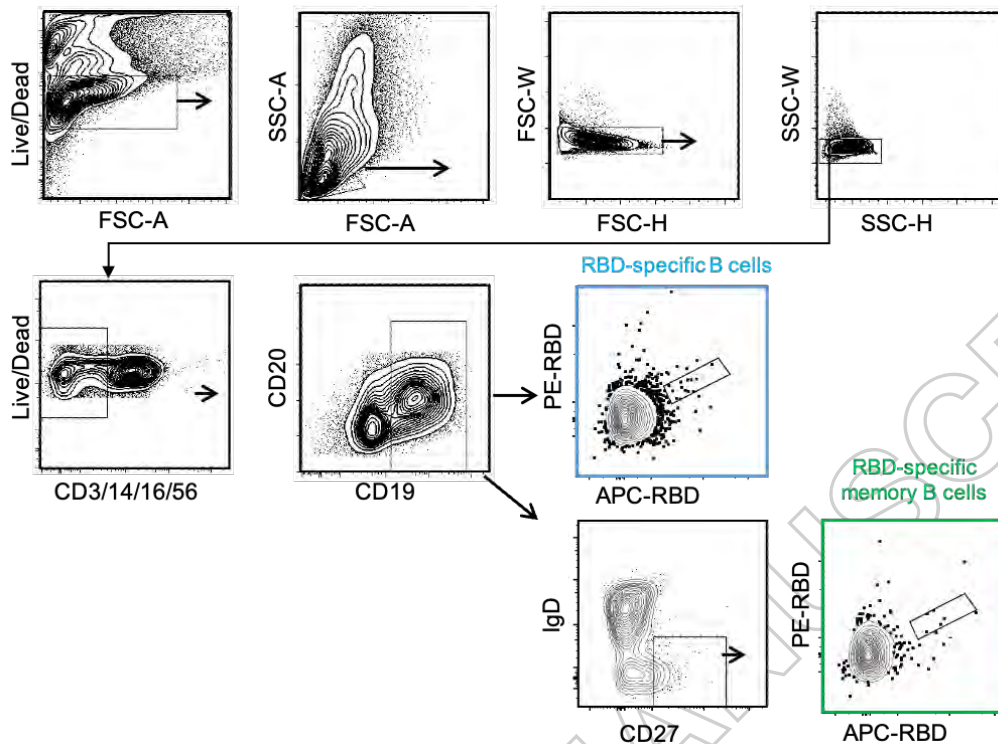 Live/Dead
FSC-A
SSC-A
FSC-A
FSC-W
FSC-H
SSC-W
SSC-H
Live/Dead
CD3/14/16/56
CD20
CD19
RBD-specific B cells
PE-RBD
APC-RBD
IgD
CD27
RBD-specific
memory B cells
PE-RBD
APC-RBD